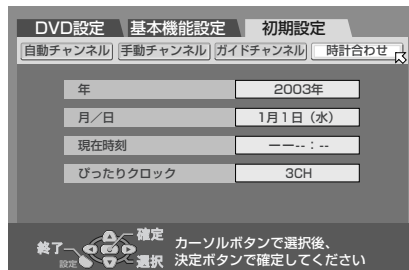 DVD設定 基本機能設定 初期設定
自動チャンネル 手動チャンネル ガイドチャンネル 時計合わせ
年 2003年
月／日 1月1日（水）
現在時刻 ーー--：--
ぴったりクロック 3CH
終了 確定
設定 選択
カーソルボタンで選択後、
決定ボタンで確定してください